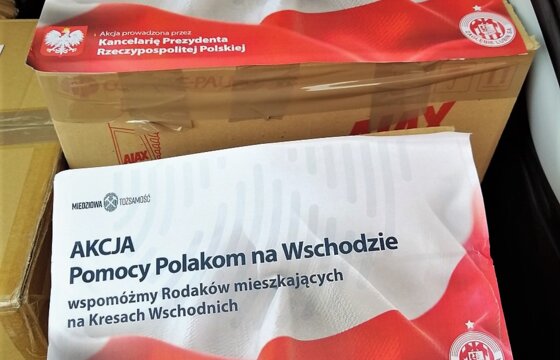 Akcja prowadzona przez
Kancelarię Prezydenta
Rzeczypospolitej Polskiej
AJAX
AJAX
MIEDZIOWA TOŻSAMOŚĆ
AKCJA
Pomocy Polakom na Wschodzie
wspomóżmy Rodaków mieszkających
na Kresach Wschodnich